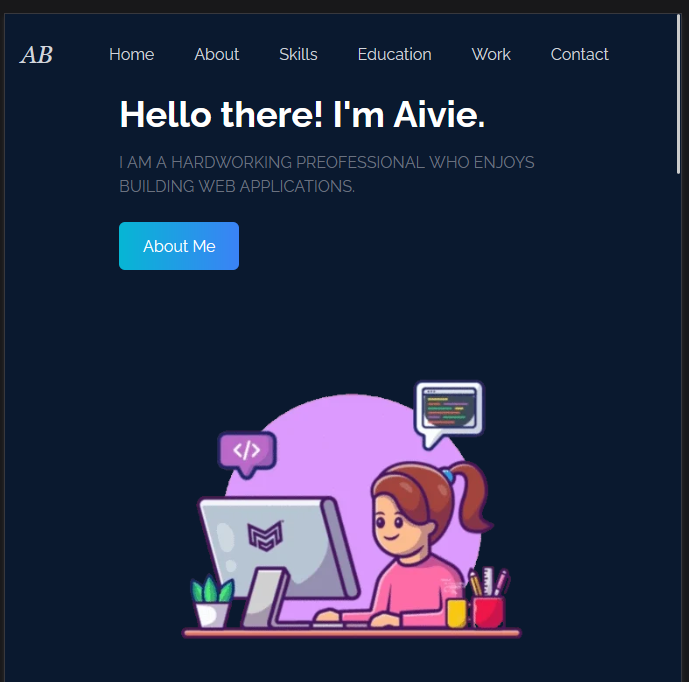 AB
Home About Skills Education Work Contact
Hello there! I'm Aivie.
I AM A HARDWORKING PREOFESSIONAL WHO ENJOYS
BUILDING WEB APPLICATIONS.
About Me
</>